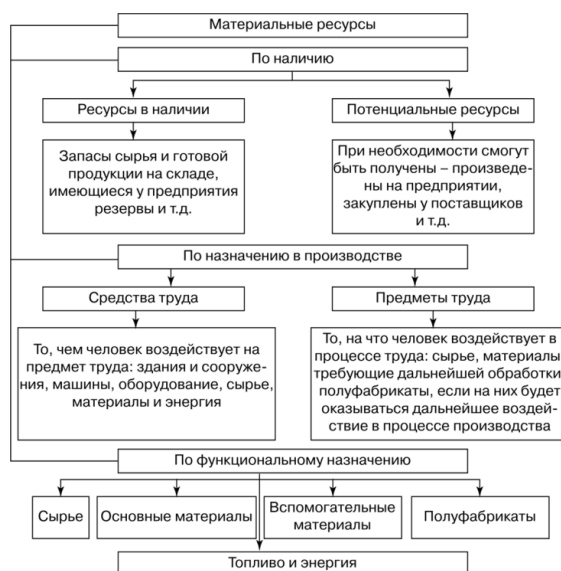 Материальные ресурсы
По наличию
Ресурсы в наличии
Потенциальные ресурсы
Запасы сырья и готовой
продукции на складе,
имеющиеся у предприятия
резервы и т.д.
При необходимости смогут
быть получены – произведе-
ны на предприятии,
закуплены у поставщиков
и т.д.
По назначению в производстве
Средства труда
Предметы труда
То, чем человек воздействует на
предмет труда: здания и сооруже-
ния, машины, оборудование, сырье,
материалы и энергия
То, на что человек воздействует в
процессе труда: сырье, материалы
требующие дальнейшей обработки
полуфабрикаты, если на них будет
оказываться дальнейшее воздей-
ствие в процессе производства
По функциональному назначению
Сырье
Основные материалы
Вспомогательные
материалы
Полуфабрикаты
Топливо и энергия